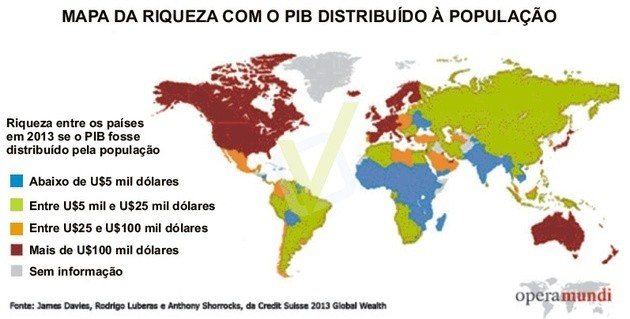 MAPA DA RIQUEZA COM O PIB DISTRIBUÍDO À POPULAÇÃO
Riqueza entre os países
em 2013 se o PIB fosse
distribuído pela população
Abaixo de U$5 mil dólares
Entre U$5 mil e U$25 mil dólares
Entre U$25 e U$100 mil dólares
Mais de U$100 mil dólares
Sem informação
Fonte: James Davies, Rodrigo Luberas e Anthony Shorrocks, da Credit Suisse 2013 Global Wealth
operamundi